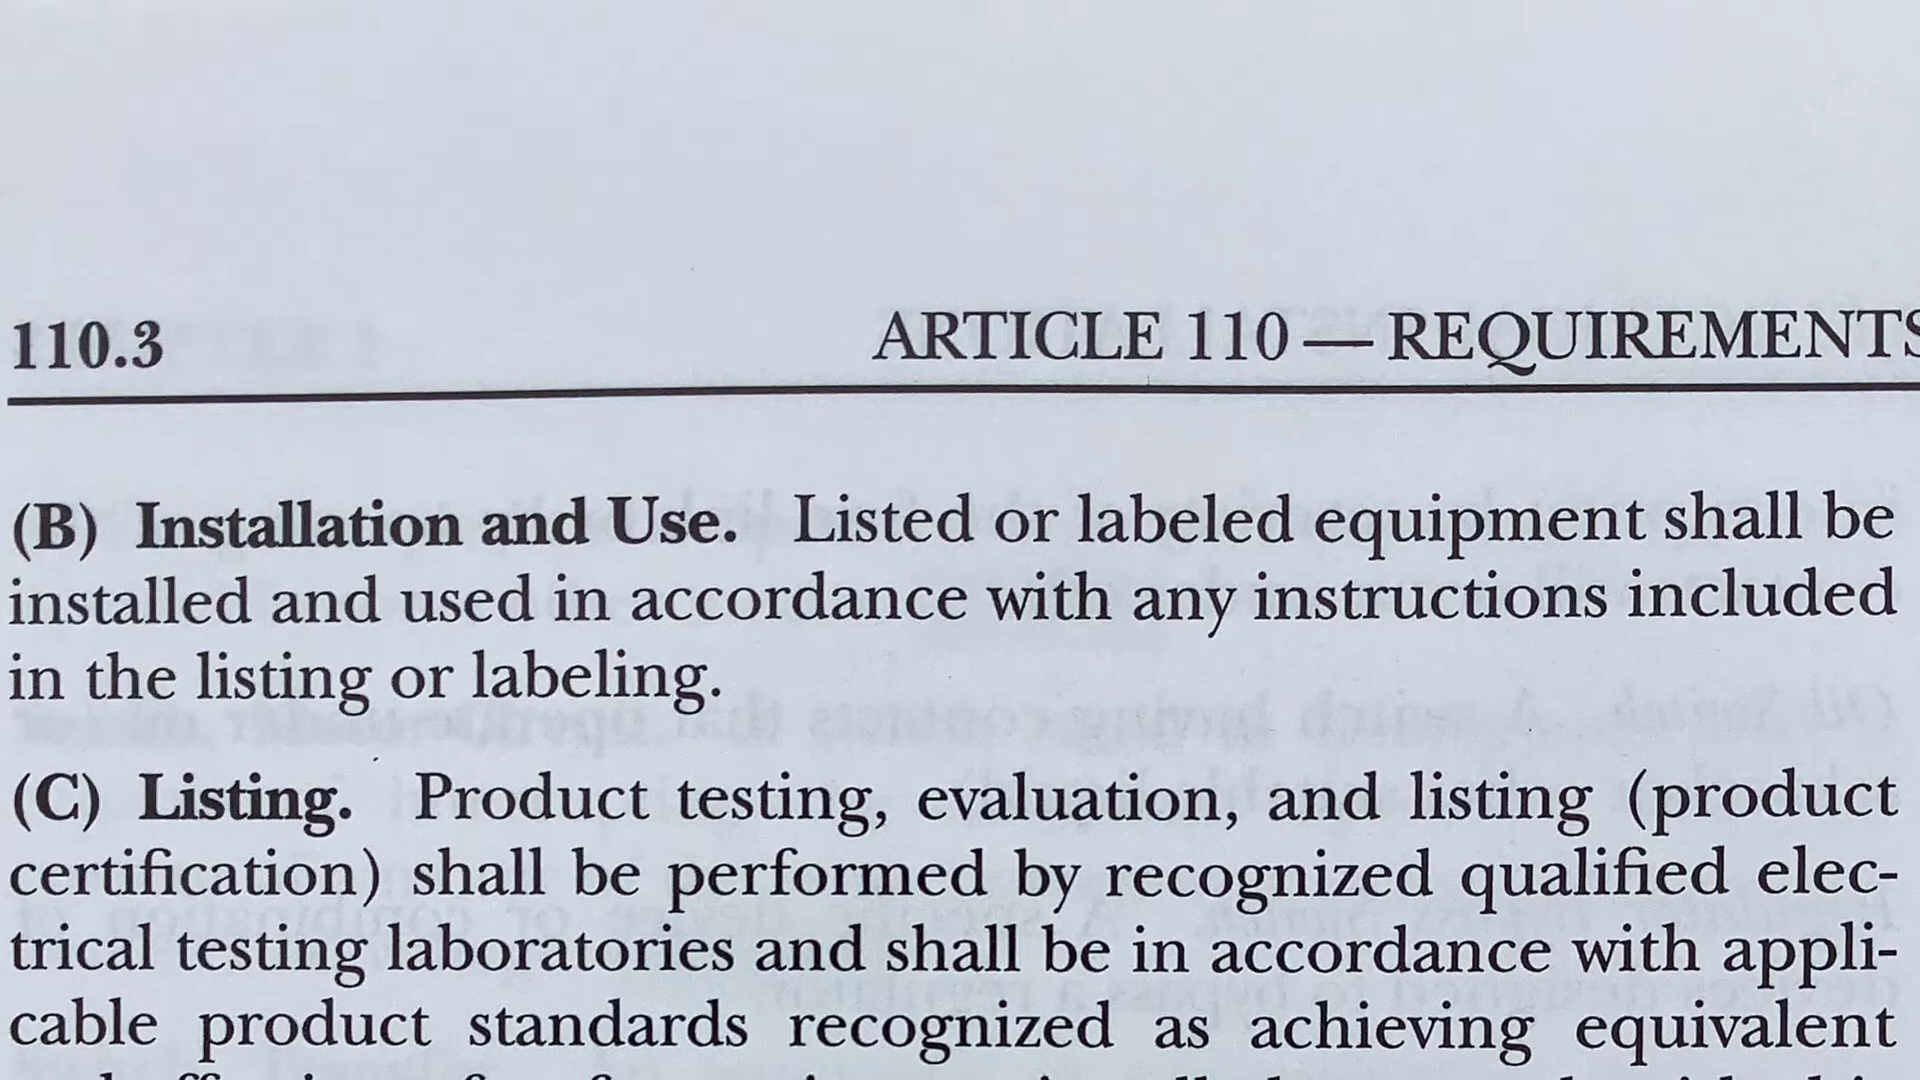 110.3 ARTICLE 110 — REQUIREMENTS
(B) Installation and Use. Listed or labeled equipment shall be
installed and used in accordance with any instructions included
in the listing or labeling.
(C) Listing. Product testing, evaluation, and listing (product
certification) shall be performed by recognized qualified elec-
trical testing laboratories and shall be in accordance with appli-
cable product standards recognized as achieving equivalent